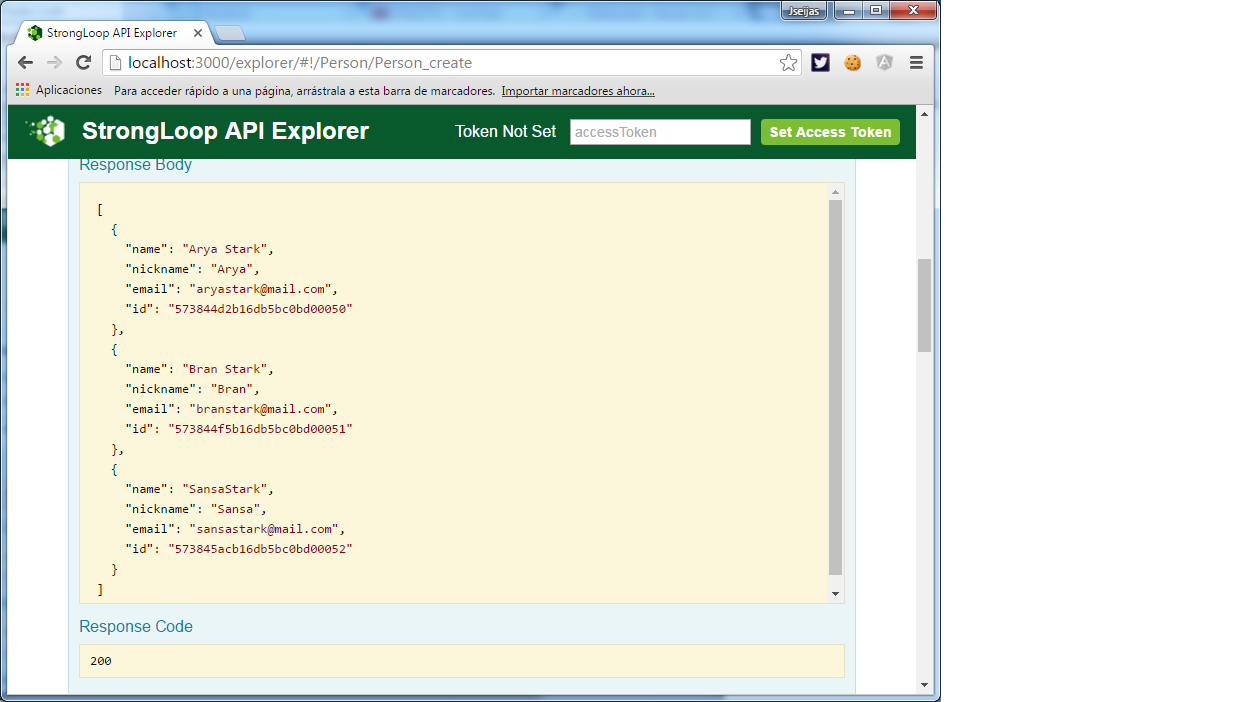 Jseijas
StrongLoop API Explorer
localhost:3000/explorer/#!/Person/Person_create
Aplicaciones Para acceder rápido a una página, arrástrala a esta barra de marcadores. Importar marcadores ahora...
StrongLoop API Explorer Token Not Set accessToken Set Access Token
Response Body
[
{
"name": "Arya Stark",
"nickname": "Arya",
"email": "aryastark@mail.com",
"id": "573844d2b16db5bc0bd00050"
},
{
"name": "Bran Stark",
"nickname": "Bran",
"email": "branstark@mail.com",
"id": "573844f5b16db5bc0bd00051"
},
{
"name": "SansaStark",
"nickname": "Sansa",
"email": "sansastark@mail.com",
"id": "573845acb16db5bc0bd00052"
}
]
Response Code
200